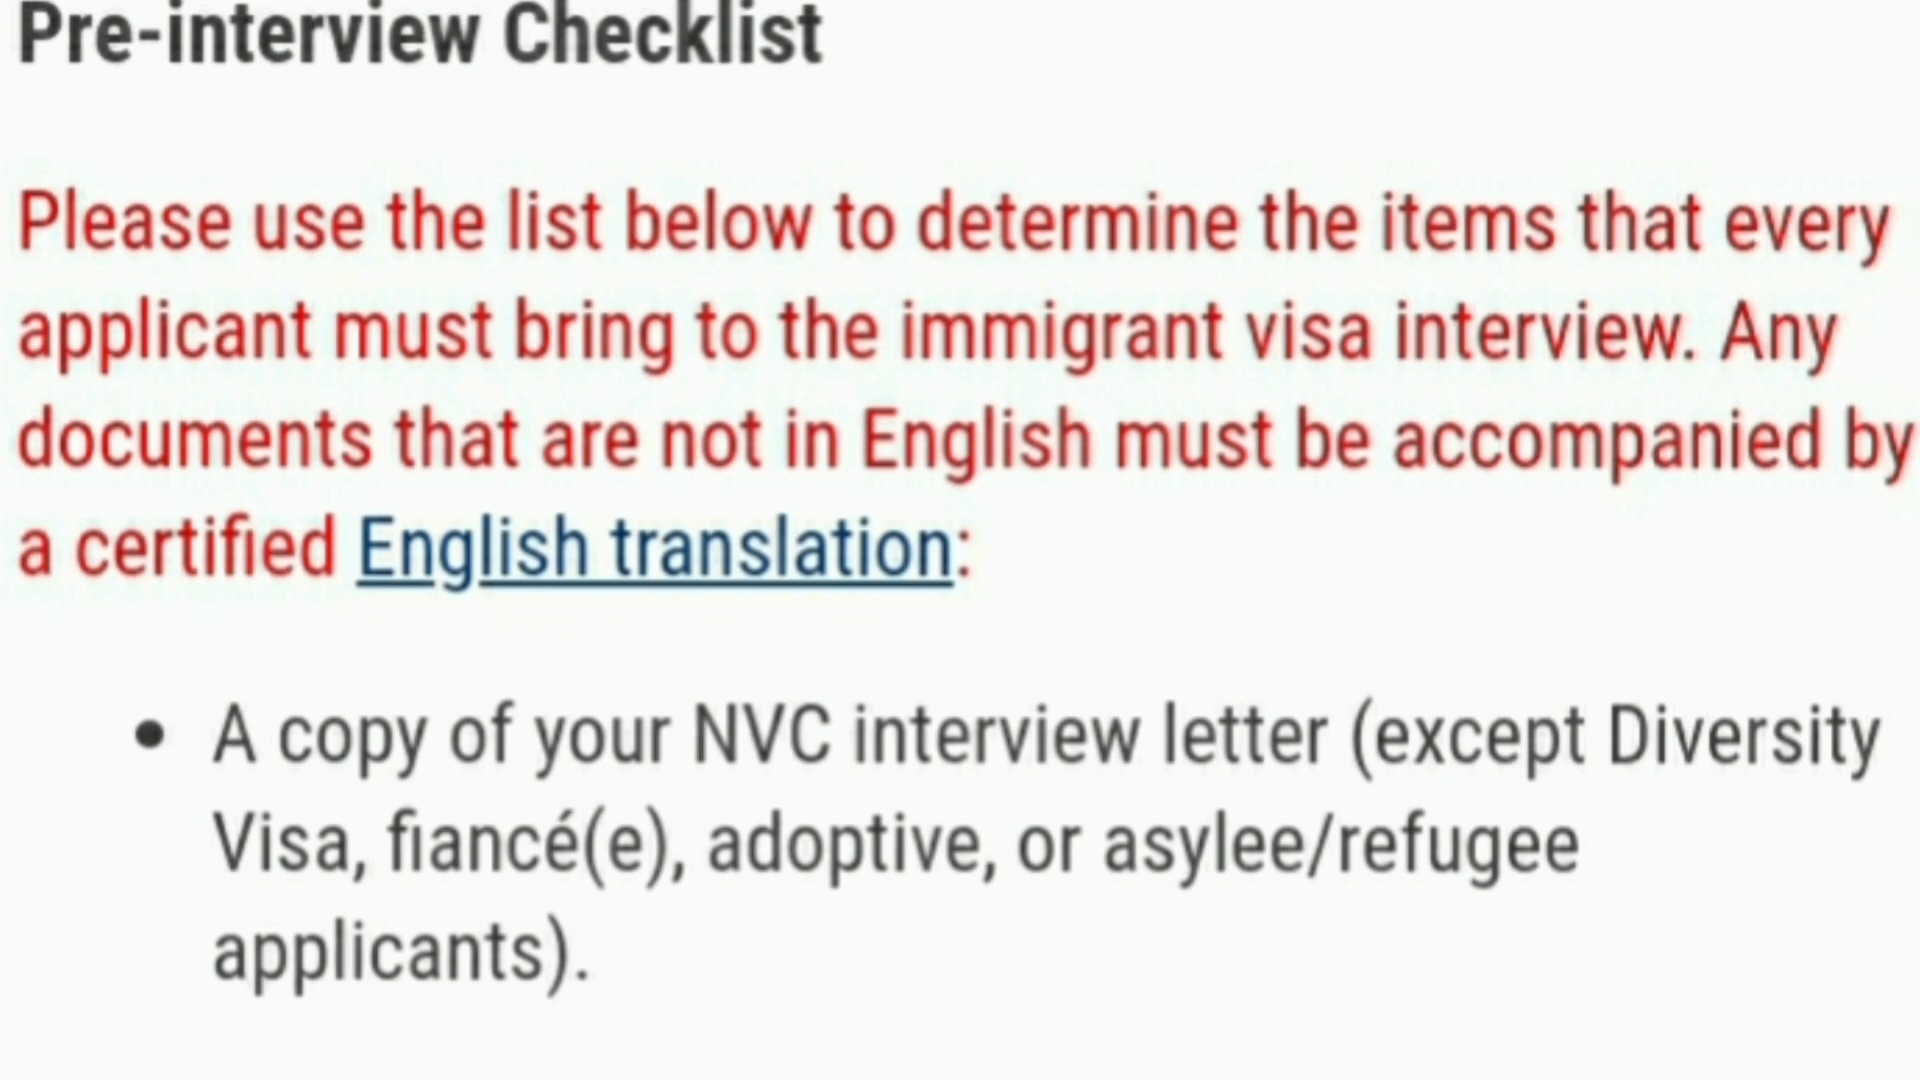 Pre-interview Checklist
Please use the list below to determine the items that every
applicant must bring to the immigrant visa interview. Any
documents that are not in English must be accompanied by
a certified English translation:
• A copy of your NVC interview letter (except Diversity
Visa, fiancé(e), adoptive, or asylee/refugee
applicants).